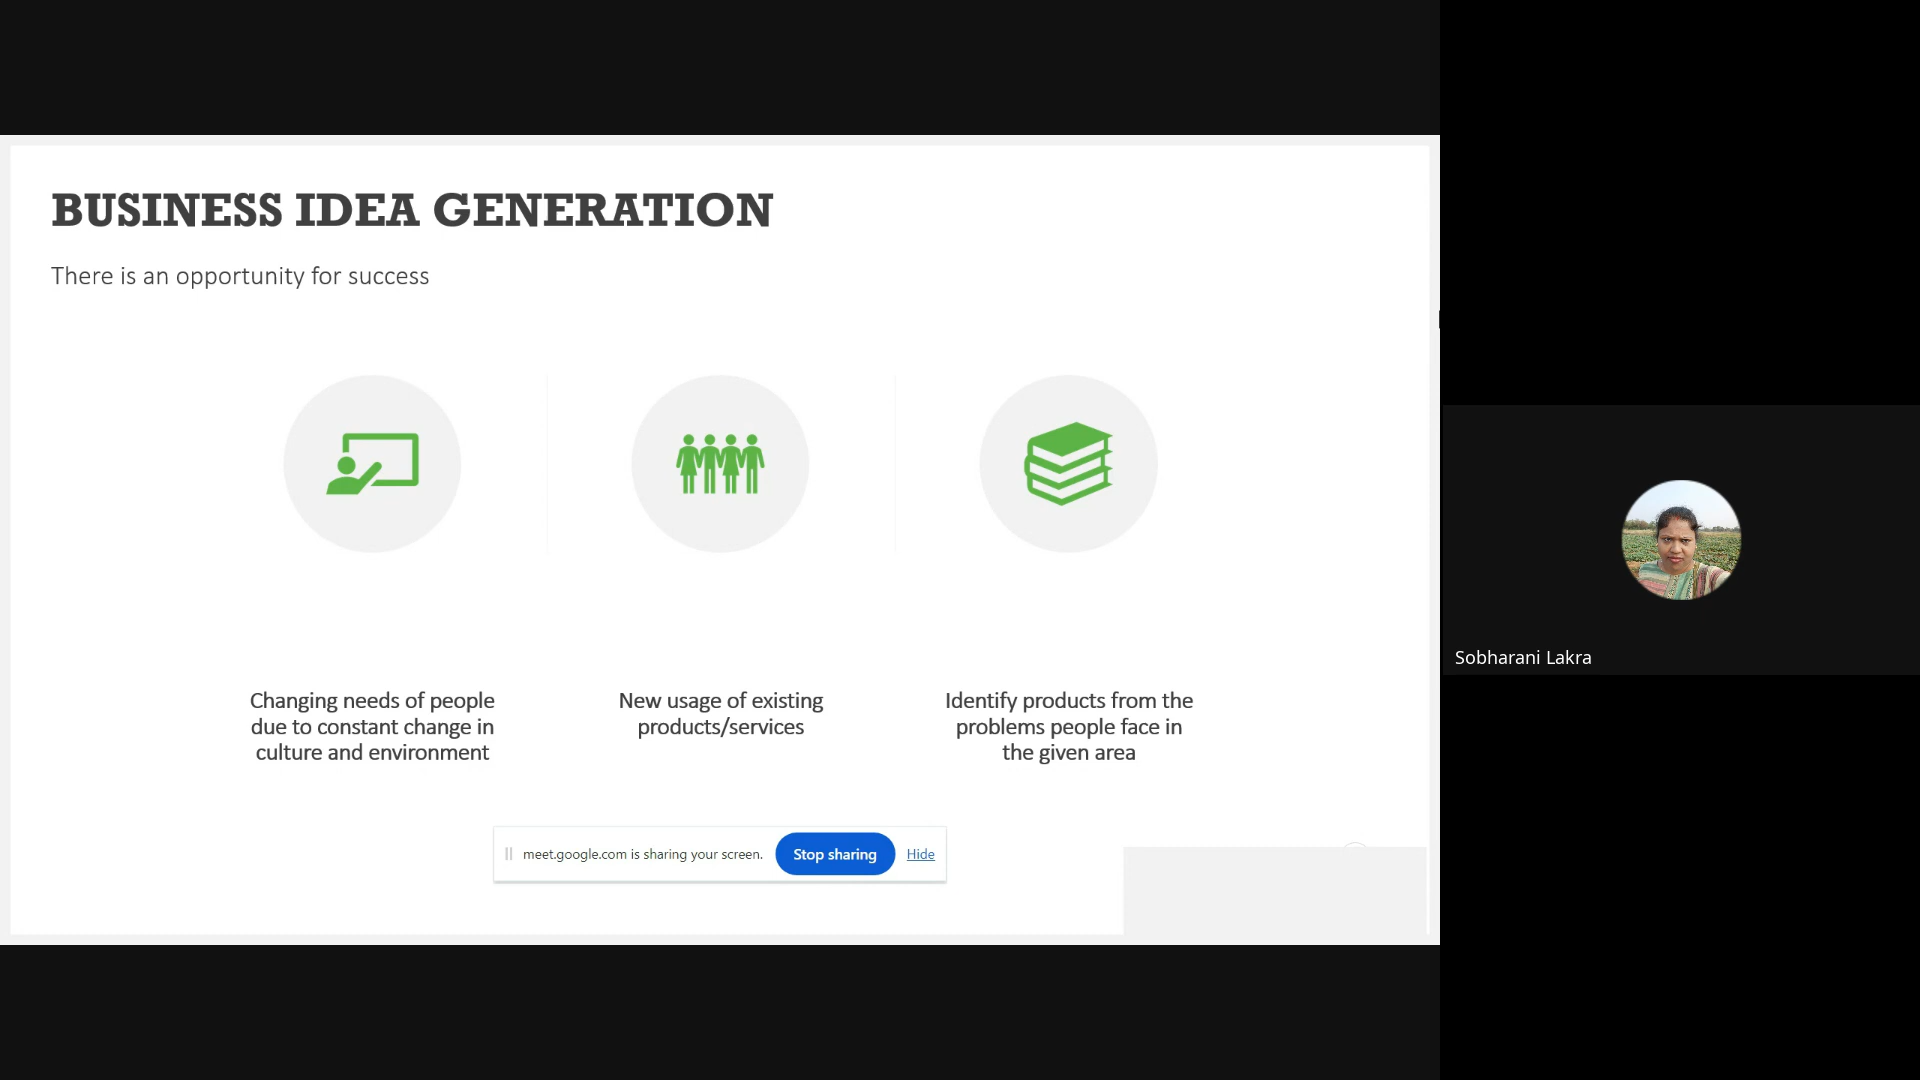 BUSINESS IDEA GENERATION
There is an opportunity for success
Changing needs of people
due to constant change in
culture and environment
New usage of existing
products/services
Identify products from the
problems people face in
the given area
meet.google.com is sharing your screen.
Stop sharing
Hide
Sobharani Lakra